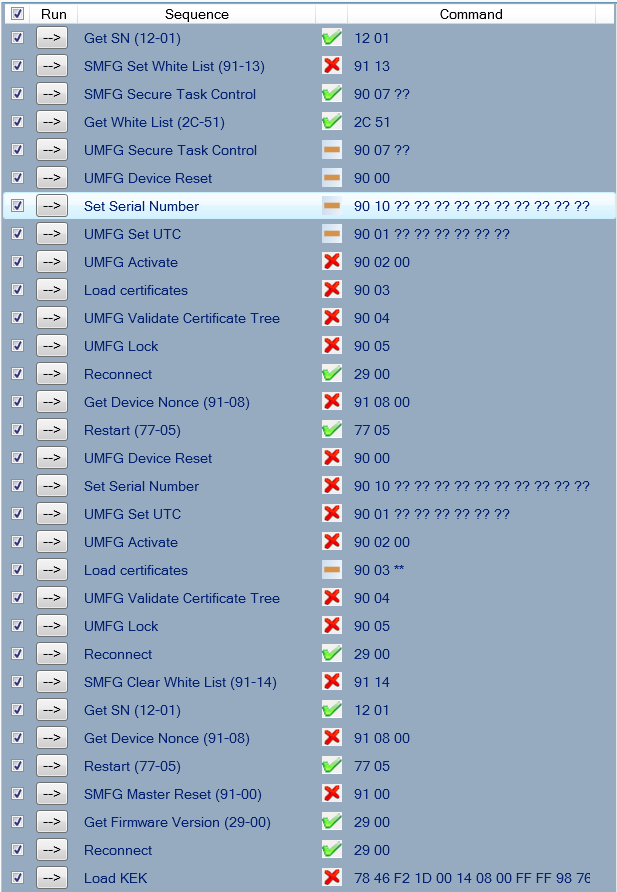 Run Sequence Command
--> Get SN (12-01) 12 01
--> SMFG Set White List (91-13) 91 13
--> SMFG Secure Task Control 90 07 ??
--> Get White List (2C-51) 2C 51
--> UMFG Secure Task Control 90 07 ??
--> UMFG Device Reset 90 00
--> Set Serial Number 90 10 ?? ?? ?? ?? ?? ?? ?? ?? ?? ??
--> UMFG Set UTC 90 01 ?? ?? ?? ?? ?? ??
--> UMFG Activate 90 02 00
--> Load certificates 90 03
--> UMFG Validate Certificate Tree 90 04
--> UMFG Lock 90 05
--> Reconnect 29 00
--> Get Device Nonce (91-08) 91 08 00
--> Restart (77-05) 77 05
--> UMFG Device Reset 90 00
--> Set Serial Number 90 10 ?? ?? ?? ?? ?? ?? ?? ?? ?? ??
--> UMFG Set UTC 90 01 ?? ?? ?? ?? ?? ??
--> UMFG Activate 90 02 00
--> Load certificates 90 03 **
--> UMFG Validate Certificate Tree 90 04
--> UMFG Lock 90 05
--> Reconnect 29 00
--> SMFG Clear White List (91-14) 91 14
--> Get SN (12-01) 12 01
--> Get Device Nonce (91-08) 91 08 00
--> Restart (77-05) 77 05
--> SMFG Master Reset (91-00) 91 00
--> Get Firmware Version (29-00) 29 00
--> Reconnect 29 00
--> Load KEK 78 46 F2 1D 00 14 08 00 FF FF 98 76